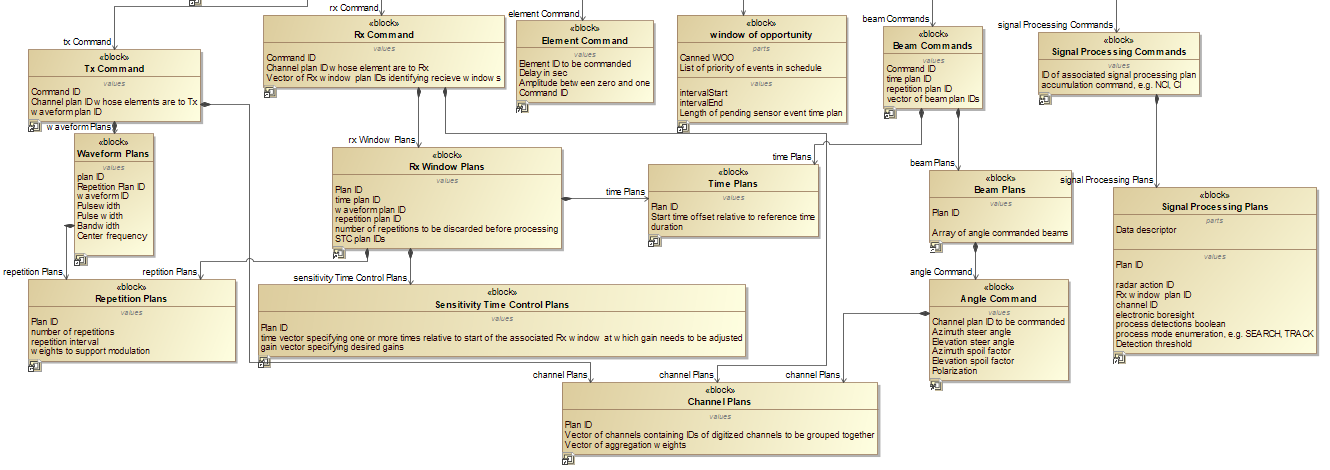 rx Command
«block»
Rx Command
values
Command ID
Channel plan ID whose element are to Rx
Vector of Rx window plan IDs identifying recieve windows
element Command
«block»
Element Command
values
Element ID to be commanded
Delay in sec
Amplitude between zero and one
Command ID
«block»
window of opportunity
parts
Canned WOO
List of priority of events in schedule
values
intervalStart
intervalEnd
Length of pending sensor event time plan
beam Commands
«block»
Beam Commands
values
Command ID
time plan ID
repetition plan ID
vector of beam plan IDs
signal Processing Commands
«block»
Signal Processing Commands
values
ID of associated signal processing plan
accumulation command, e.g. NCI, CI
tx Command
«block»
Tx Command
values
Command ID
Channel plan ID whose elements are to Tx
waveform plan ID
waveform Plans
«block»
Waveform Plans
values
plan ID
Repetition Plan ID
waveform ID
Pulsewidth
Pulse width
Bandwidth
Center frequency
rx Window Plans
«block»
Rx Window Plans
values
Plan ID
time plan ID
waveform plan ID
repetition plan ID
number of repetitions to be discarded before processing
STC plan IDs
time Plans
time Plans
«block»
Time Plans
values
Plan ID
Start time offset relative to reference time
duration
beam Plans
«block»
Beam Plans
values
Plan ID
Array of angle commanded beams
signal Processing Plans
«block»
Signal Processing Plans
parts
Data descriptor
values
Plan ID
radar action ID
Rx window plan ID
channel ID
electronic boresight
process detections boolean
process mode enumeration, e.g. SEARCH, TRACK
Detection threshold
repetition Plans
reptition Plans
«block»
Repetition Plans
values
Plan ID
number of repetitions
repetition interval
weights to support modulation
sensitivity Time Control Plans
«block»
Sensitivity Time Control Plans
values
Plan ID
time vector specifying one or more times relative to start of the associated Rx window at which gain needs to be adjusted
gain vector specifying desired gains
angle Command
«block»
Angle Command
values
Channel plan ID to be commanded
Azimuth steer angle
Elevation steer angle
Azimuth spoil factor
Elevation spoil factor
Polarization
channel Plans
channel Plans
channel Plans
«block»
Channel Plans
values
Plan ID
Vector of channels containing IDs of digitized channels to be grouped together
Vector of aggregation weights